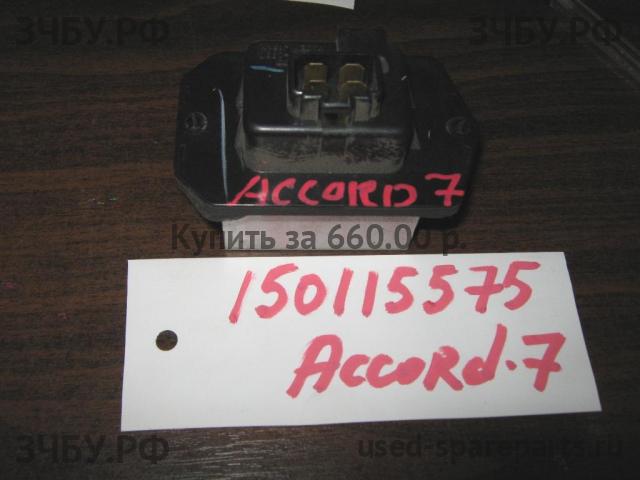 ЗЧБУ.РФ
ЗЧБУ.РФ
ACCORD 7
Купить за 660.00 р.
150115575
Accord.7
ЗЧБУ.РФ
used-spareparts.ru